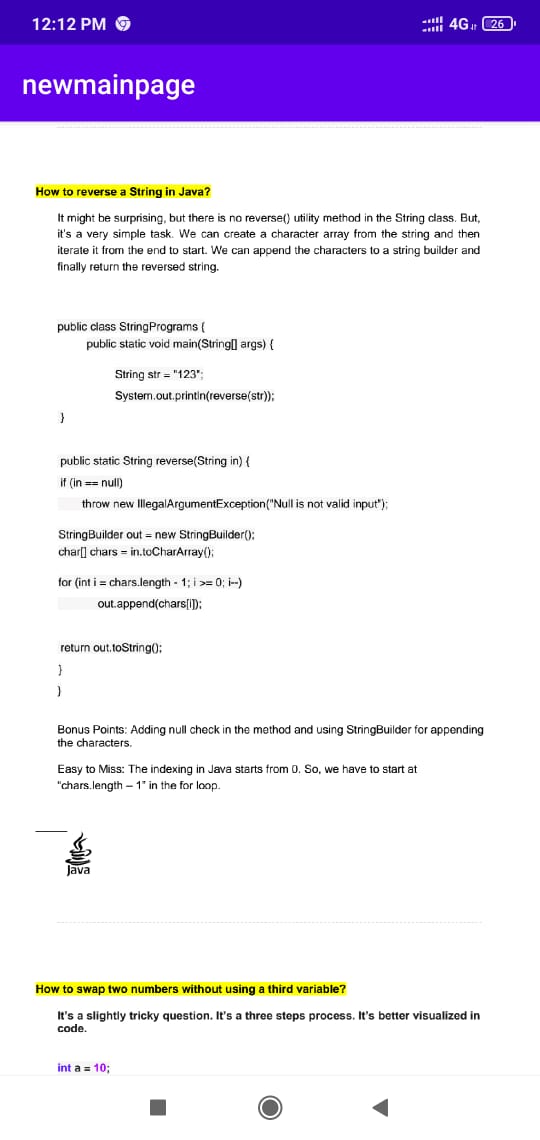 12:12 PM
4G 26
newmainpage
How to reverse a String in Java?
It might be surprising, but there is no reverse() utility method in the String class. But,
it's a very simple task. We can create a character array from the string and then
iterate it from the end to start. We can append the characters to a string builder and
finally return the reversed string.
public class StringPrograms {
public static void main(String[] args) {
String str = "123";
System.out.println(reverse(str));
}
public static String reverse(String in) {
if (in == null)
throw new IllegalArgumentException("Null is not valid input");
StringBuilder out = new StringBuilder();
char[] chars = in.toCharArray();
for (int i = chars.length - 1; i >= 0; i--)
out.append(chars[i]);
return out.toString();
}
}
Bonus Points: Adding null check in the method and using StringBuilder for appending
the characters.
Easy to Miss: The indexing in Java starts from 0. So, we have to start at
"chars.length – 1" in the for loop.
Java
How to swap two numbers without using a third variable?
It's a slightly tricky question. It's a three steps process. It's better visualized in
code.
int a = 10;